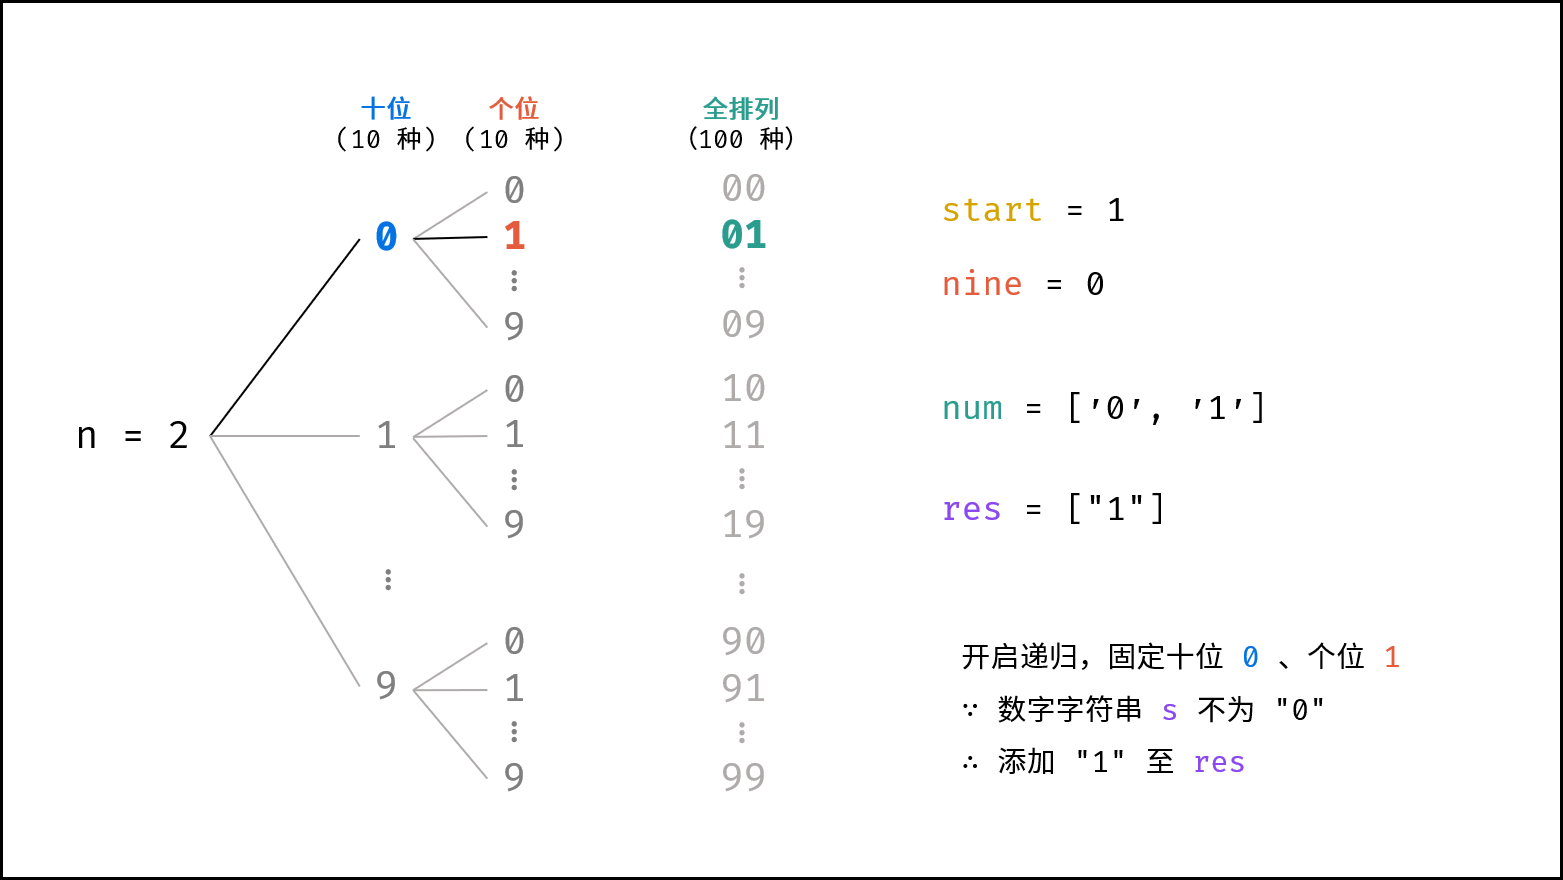 十位 个位 全排列
(10 种) (10 种) (100 种)
0 00
start = 1
0 1 01
nine = 0
⋮ ⋮
9 09
0 10
num = ['0', '1']
n = 2 1 1 11
⋮ ⋮
res = ["1"]
9 19
⋮ ⋮
0 90
开启递归，固定十位 0 、个位 1
9 1 91
∵ 数字字符串 s 不为 "0"
⋮ ⋮
∴ 添加 "1" 至 res
9 99